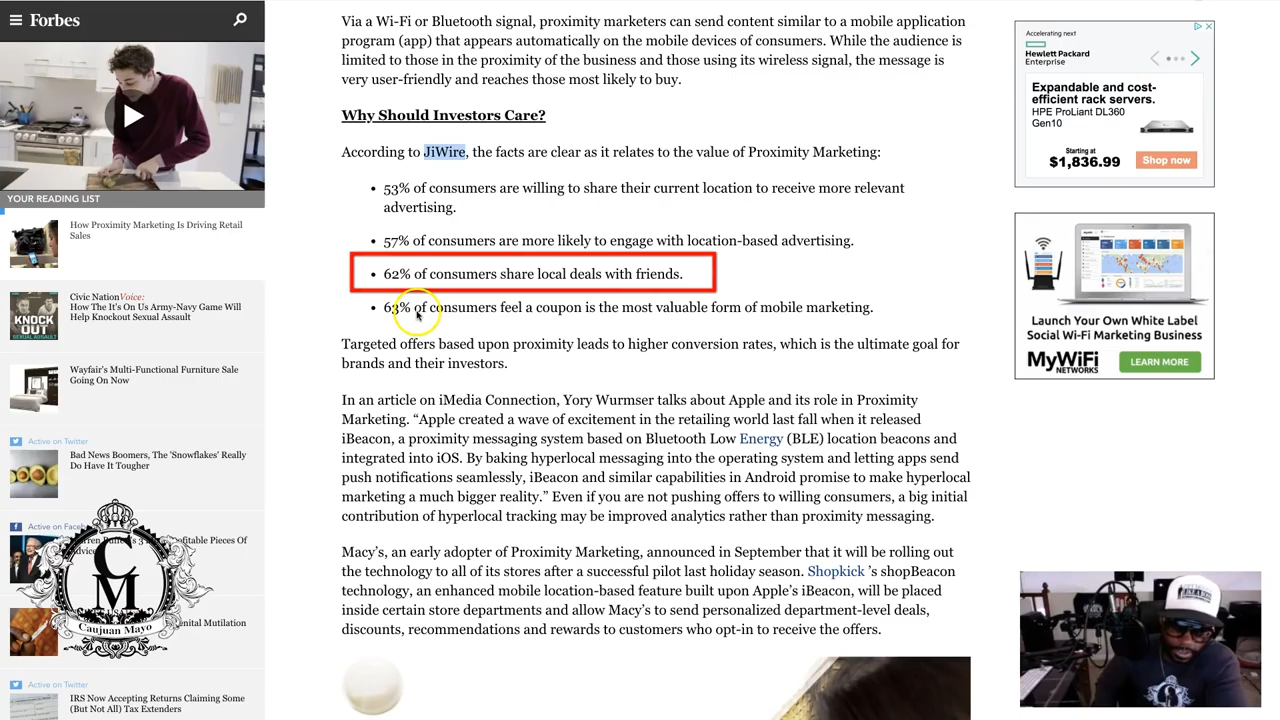 Forbes
YOUR READING LIST
How Proximity Marketing Is Driving Retail
Sales
Civic NationVoice:
How The It's On Us Army-Navy Game Will
Help Knockout Sexual Assault
KNOCK
OUT
Wayfair's Multi-Functional Furniture Sale
Going On Now
Active on Twitter
Bad News Boomers, The 'Snowflakes' Really
Do Have It Tougher
Active on
Pieces Of
C
M
Caujuan Mayo
Mutilation
Active on Twitter
IRS Now Accepting Returns Claiming Some
(But Not All) Tax Extenders
Via a Wi-Fi or Bluetooth signal, proximity marketers can send content similar to a mobile application
program (app) that appears automatically on the mobile devices of consumers. While the audience is
limited to those in the proximity of the business and those using its wireless signal, the message is
very user-friendly and reaches those most likely to buy.
Why Should Investors Care?
According to JiWire, the facts are clear as it relates to the value of Proximity Marketing:
• 53% of consumers are willing to share their current location to receive more relevant
advertising.
• 57% of consumers are more likely to engage with location-based advertising.
• 62% of consumers share local deals with friends.
• 63% of consumers feel a coupon is the most valuable form of mobile marketing.
Targeted offers based upon proximity leads to higher conversion rates, which is the ultimate goal for
brands and their investors.
In an article on iMedia Connection, Yory Wurmser talks about Apple and its role in Proximity
Marketing. “Apple created a wave of excitement in the retailing world last fall when it released
iBeacon, a proximity messaging system based on Bluetooth Low Energy (BLE) location beacons and
integrated into iOS. By baking hyperlocal messaging into the operating system and letting apps send
push notifications seamlessly, iBeacon and similar capabilities in Android promise to make hyperlocal
marketing a much bigger reality.” Even if you are not pushing offers to willing consumers, a big initial
contribution of hyperlocal tracking may be improved analytics rather than proximity messaging.
Macy's, an early adopter of Proximity Marketing, announced in September that it will be rolling out
the technology to all of its stores after a successful pilot last holiday season. Shopkick 's shopBeacon
technology, an enhanced mobile location-based feature built upon Apple's iBeacon, will be placed
inside certain store departments and allow Macy's to send personalized department-level deals,
discounts, recommendations and rewards to customers who opt-in to receive the offers.
Accelerating next
Hewlett Packard
Enterprise
Expandable and cost-
efficient rack servers.
HPE ProLiant DL360
Gen10
Starting at
$1,836.99
Shop now
Launch Your Own White Label
Social Wi-Fi Marketing Business
MyWiFi
NETWORKS
LEARN MORE